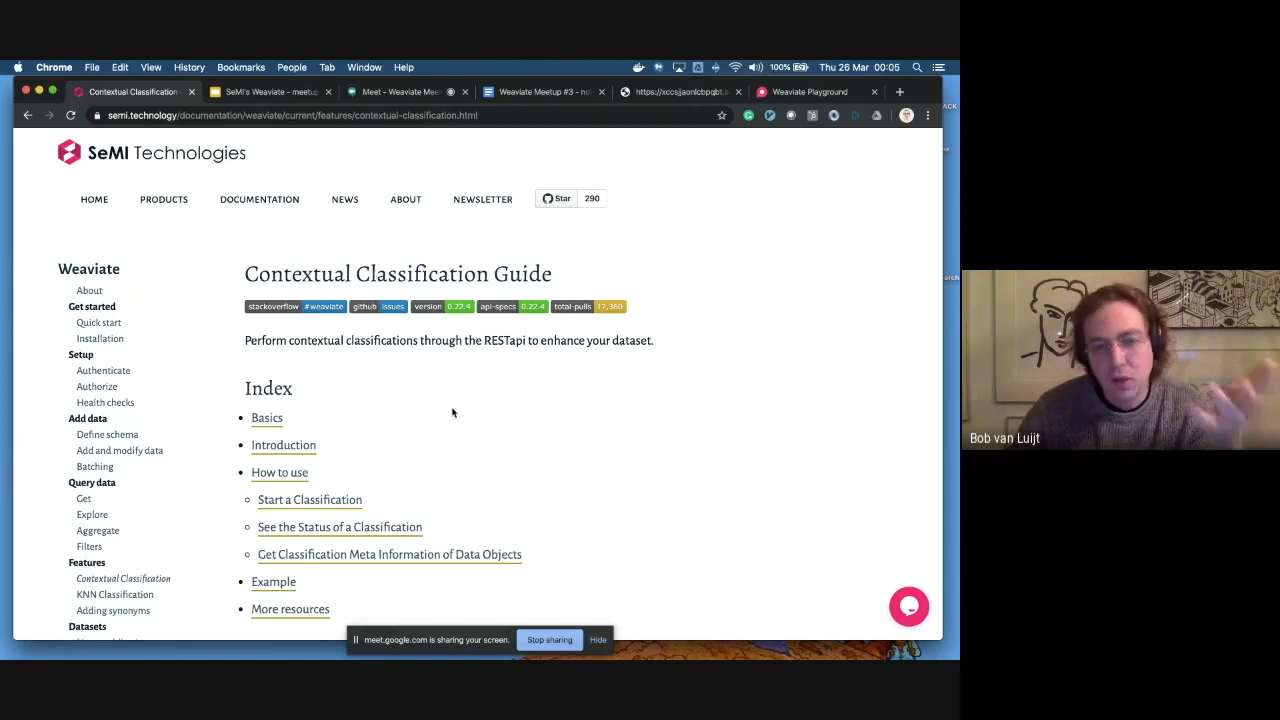 Chrome File Edit View History Bookmarks People Tab Window Help 100% Thu 26 Mar 00:05
Contextual Classification - SeMI's Weaviate - meetup Meet - Weaviate Mee Weaviate Meetup #3 - no Weaviate Playground
semi.technology/documentation/weaviate/current/features/contextual-classification.html
SeMI Technologies
HOME PRODUCTS DOCUMENTATION NEWS ABOUT NEWSLETTER Star 290
Weaviate
About
Get started
Quick start
Installation
Setup
Authenticate
Authorize
Health checks
Add data
Define schema
Add and modify data
Batching
Query data
Get
Explore
Aggregate
Filters
Features
Contextual Classification
KNN Classification
Adding synonyms
Datasets
Contextual Classification Guide
stackoverflow #weaviate github issues version 0.22.4 api-specs 0.22.4 total-pulls 17,360
Perform contextual classifications through the RESTapi to enhance your dataset.
Index
Basics
Introduction
How to use
Start a Classification
See the Status of a Classification
Get Classification Meta Information of Data Objects
Example
More resources
meet.google.com is sharing your screen. Stop sharing Hide
Bob van Luijt